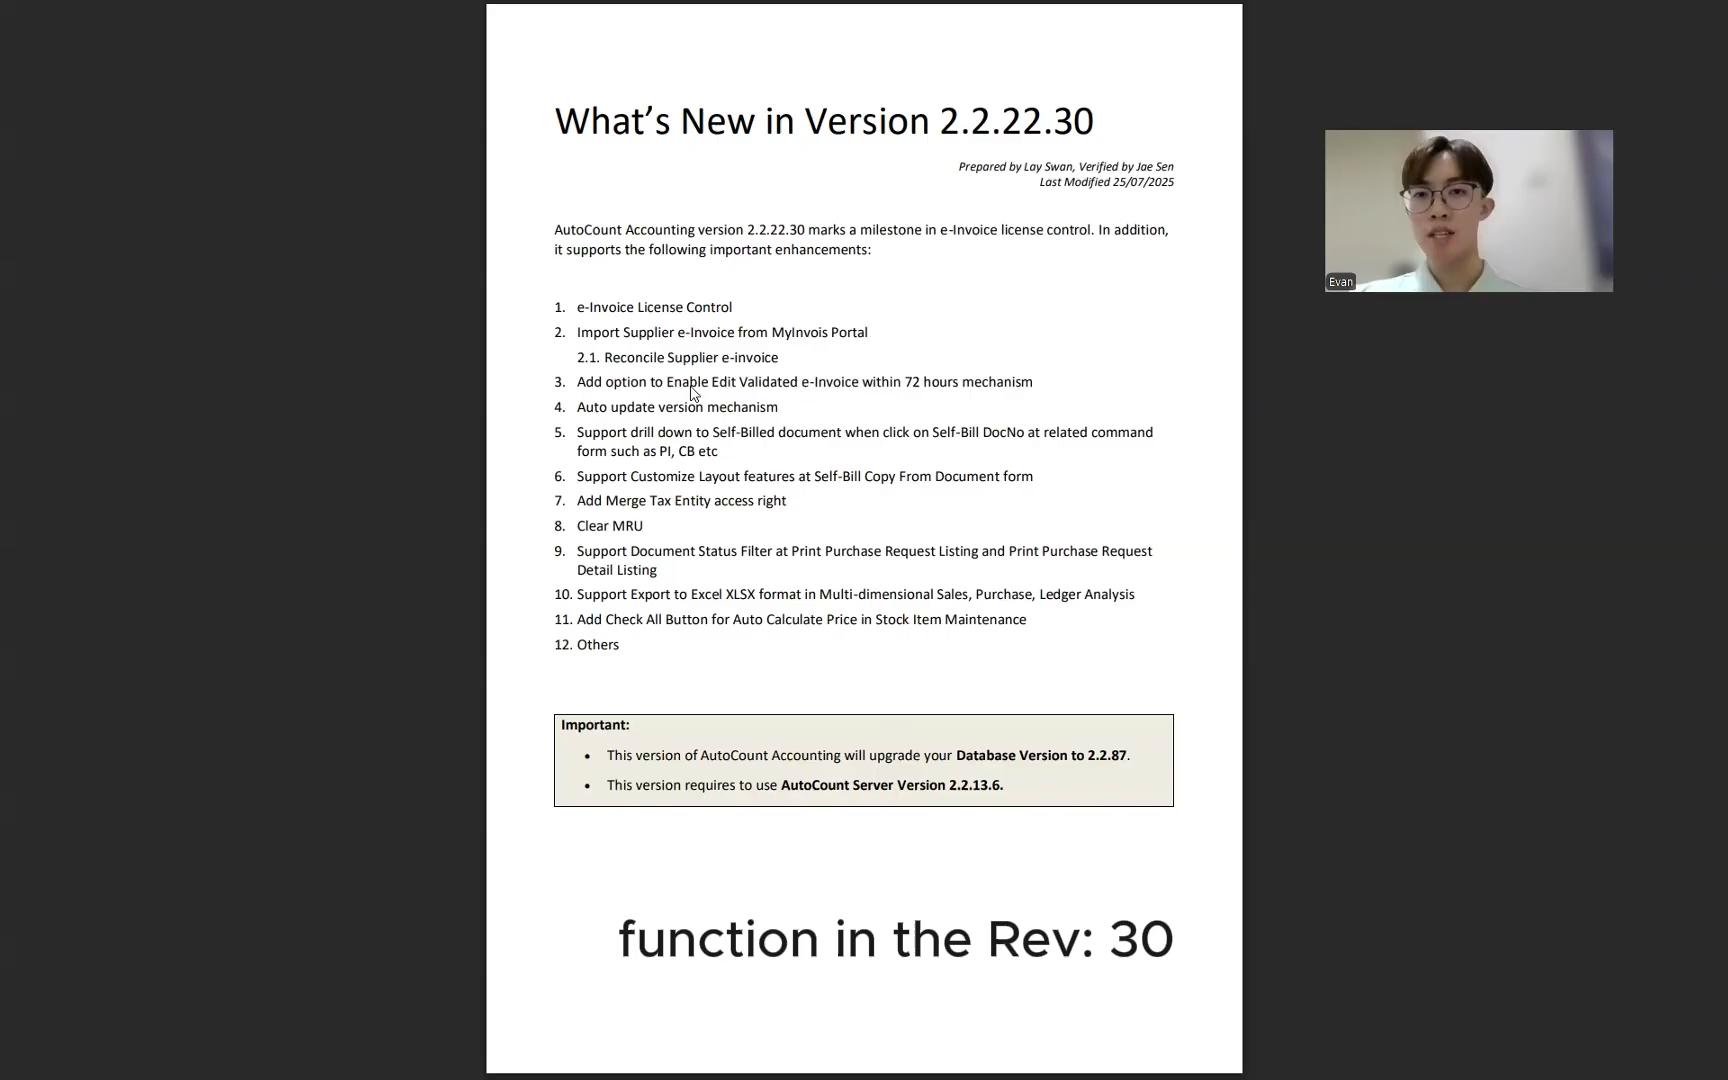 What’s New in Version 2.2.22.30
Prepared by Lay Swan, Verified by Jae Sen
Last Modified 25/07/2025
AutoCount Accounting version 2.2.22.30 marks a milestone in e-Invoice license control. In addition,
it supports the following important enhancements:
1. e-Invoice License Control
2. Import Supplier e-Invoice from MyInvois Portal
2.1. Reconcile Supplier e-invoice
3. Add option to Enable Edit Validated e-Invoice within 72 hours mechanism
4. Auto update version mechanism
5. Support drill down to Self-Billed document when click on Self-Bill DocNo at related command
form such as PI, CB etc
6. Support Customize Layout features at Self-Bill Copy From Document form
7. Add Merge Tax Entity access right
8. Clear MRU
9. Support Document Status Filter at Print Purchase Request Listing and Print Purchase Request
Detail Listing
10. Support Export to Excel XLSX format in Multi-dimensional Sales, Purchase, Ledger Analysis
11. Add Check All Button for Auto Calculate Price in Stock Item Maintenance
12. Others
Important:
• This version of AutoCount Accounting will upgrade your Database Version to 2.2.87.
• This version requires to use AutoCount Server Version 2.2.13.6.
function in the Rev: 30
Evan